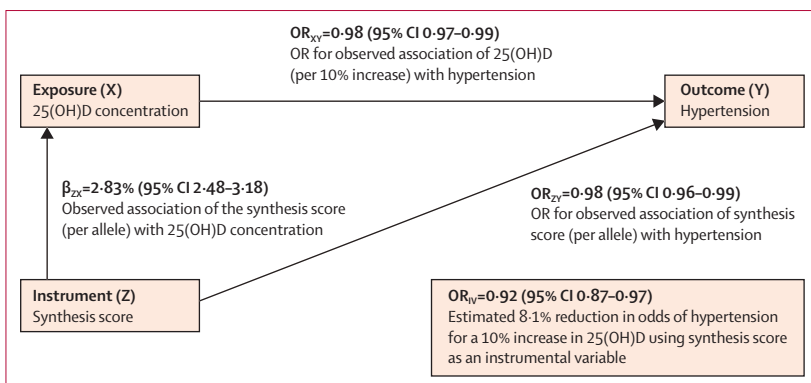 OR_XY=0·98 (95% CI 0·97–0·99)
OR for observed association of 25(OH)D
(per 10% increase) with hypertension
Exposure (X)
25(OH)D concentration
Outcome (Y)
Hypertension
β_ZX=2·83% (95% CI 2·48–3·18)
Observed association of the synthesis score
(per allele) with 25(OH)D concentration
OR_ZY=0·98 (95% CI 0·96–0·99)
OR for observed association of synthesis
score (per allele) with hypertension
Instrument (Z)
Synthesis score
OR_IV=0·92 (95% CI 0·87–0·97)
Estimated 8·1% reduction in odds of hypertension
for a 10% increase in 25(OH)D using synthesis score
as an instrumental variable